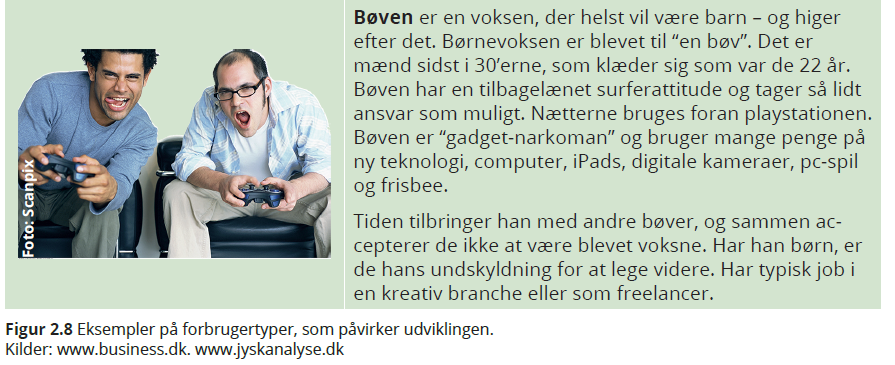 Bøven er en voksen, der helst vil være barn – og higer
efter det. Børnevoksen er blevet til “en bøv”. Det er
mænd sidst i 30’erne, som klæder sig som var de 22 år.
Bøven har en tilbagelænet surferattitude og tager så lidt
ansvar som muligt. Nætterne bruges foran playstationen.
Bøven er “gadget-narkoman” og bruger mange penge på
ny teknologi, computer, iPads, digitale kameraer, pc-spil
og frisbee.
Tiden tilbringer han med andre bøver, og sammen ac-
cepterer de ikke at være blevet voksne. Har han børn, er
de hans undskyldning for at lege videre. Har typisk job i
en kreativ branche eller som freelancer.
Foto: Scanpix
Figur 2.8 Eksempler på forbrugertyper, som påvirker udviklingen.
Kilder: www.business.dk. www.jyskanalyse.dk